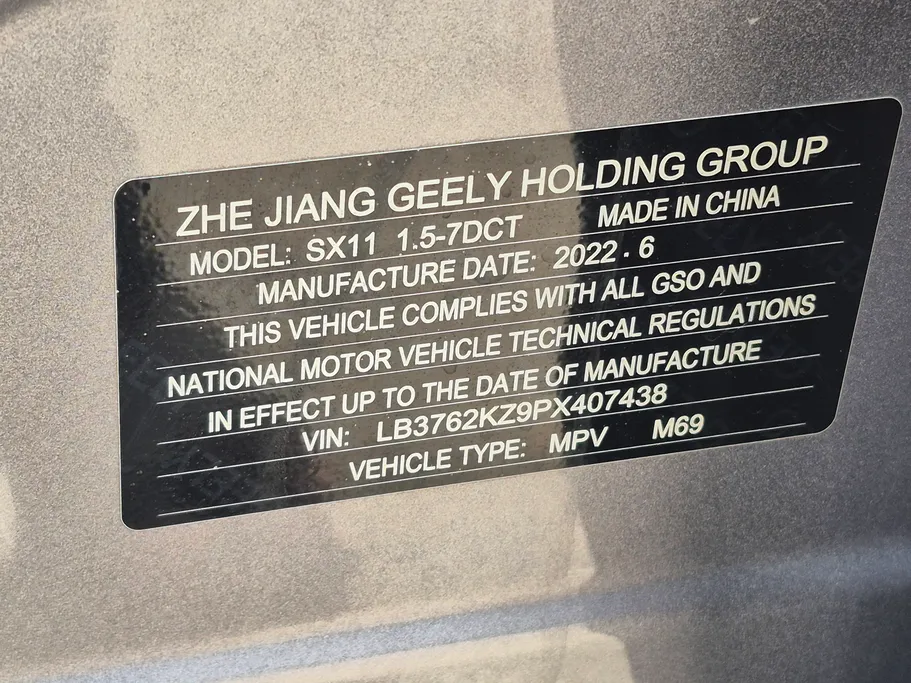 ZHE JIANG GEELY HOLDING GROUP
MODEL: SX11 1.5-7DCT MADE IN CHINA
MANUFACTURE DATE: 2022 . 6
THIS VEHICLE COMPLIES WITH ALL GSO AND
NATIONAL MOTOR VEHICLE TECHNICAL REGULATIONS
IN EFFECT UP TO THE DATE OF MANUFACTURE
VIN: LB3762KZ9PX407438
VEHICLE TYPE: MPV M69